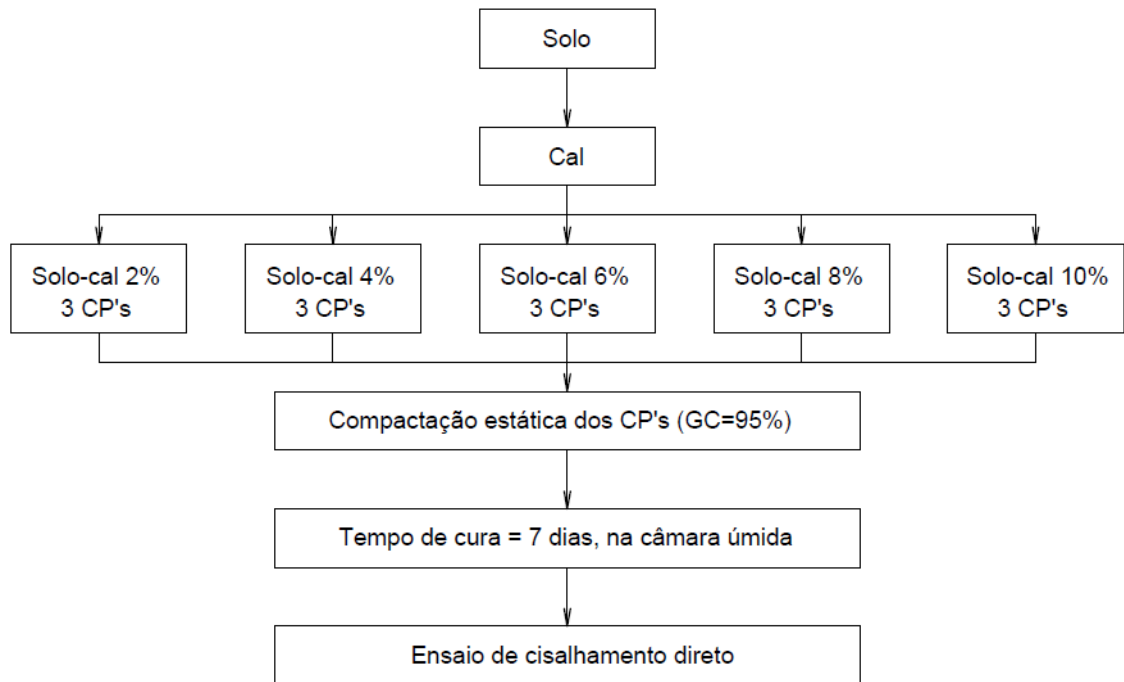 Solo
Cal
Solo-cal 2%
3 CP's
Solo-cal 4%
3 CP's
Solo-cal 6%
3 CP's
Solo-cal 8%
3 CP's
Solo-cal 10%
3 CP's
Compactação estática dos CP's (GC=95%)
Tempo de cura = 7 dias, na câmara úmida
Ensaio de cisalhamento direto